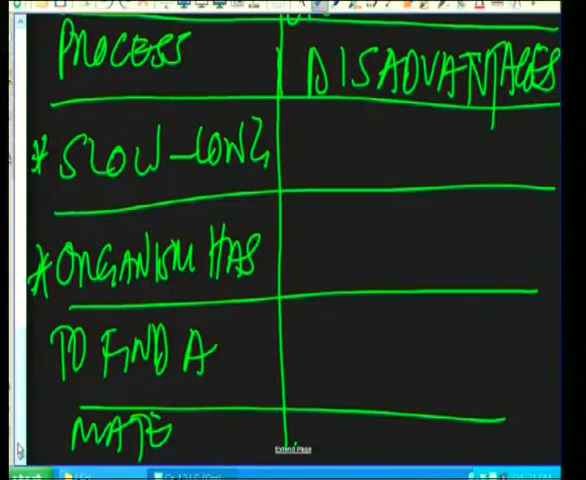 PROCESS DISADVANTAGES
* SLOW - LONG
* ORGANISM HAS
TO FIND A
MATE
Extend Page